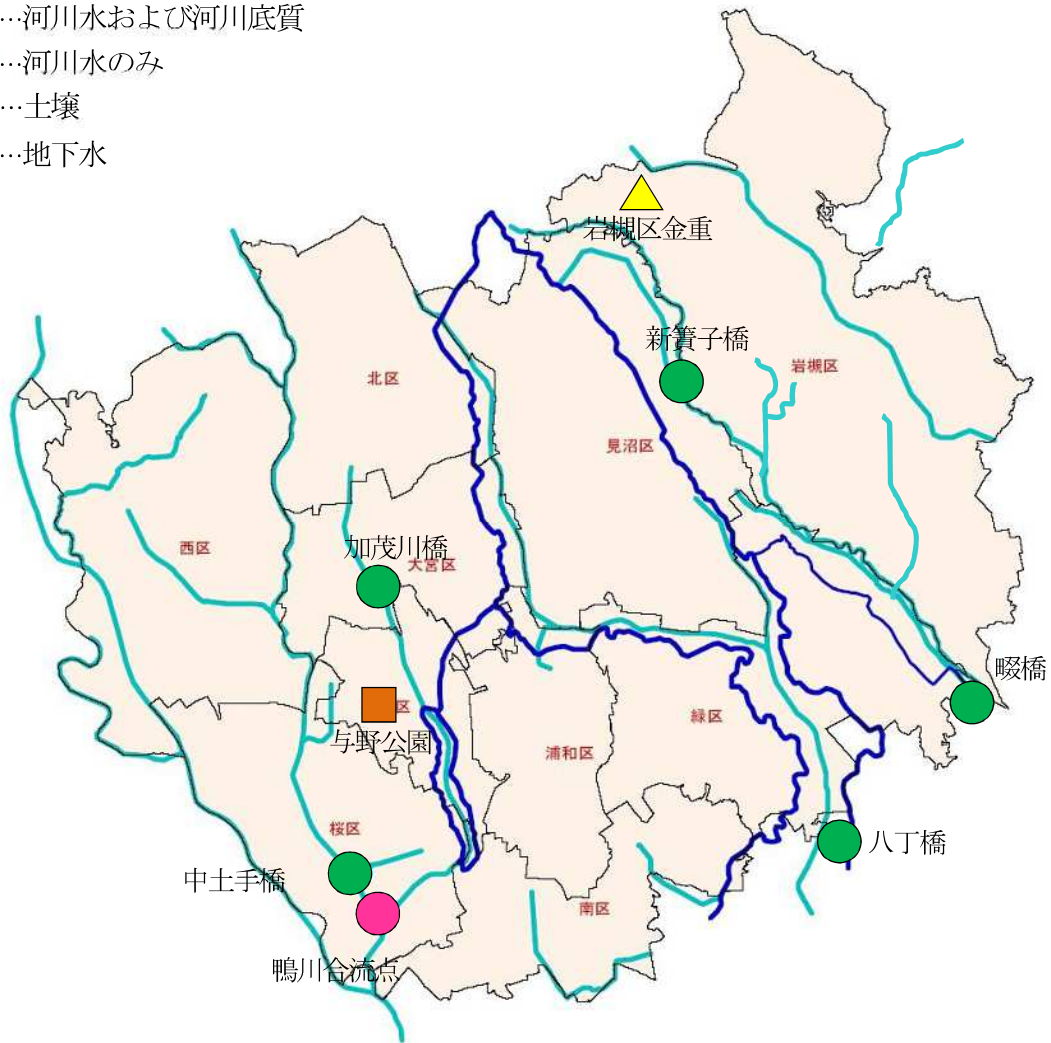 …河川水および河川底質
…河川水のみ
…土壌
…地下水
岩槻区金重
新簀子橋
岩槻区
北区
見沼区
加茂川橋
西区
大宮区
畷橋
区
緑区
与野公園
浦和区
桜区
八丁橋
中土手橋
南区
鴨川合流点